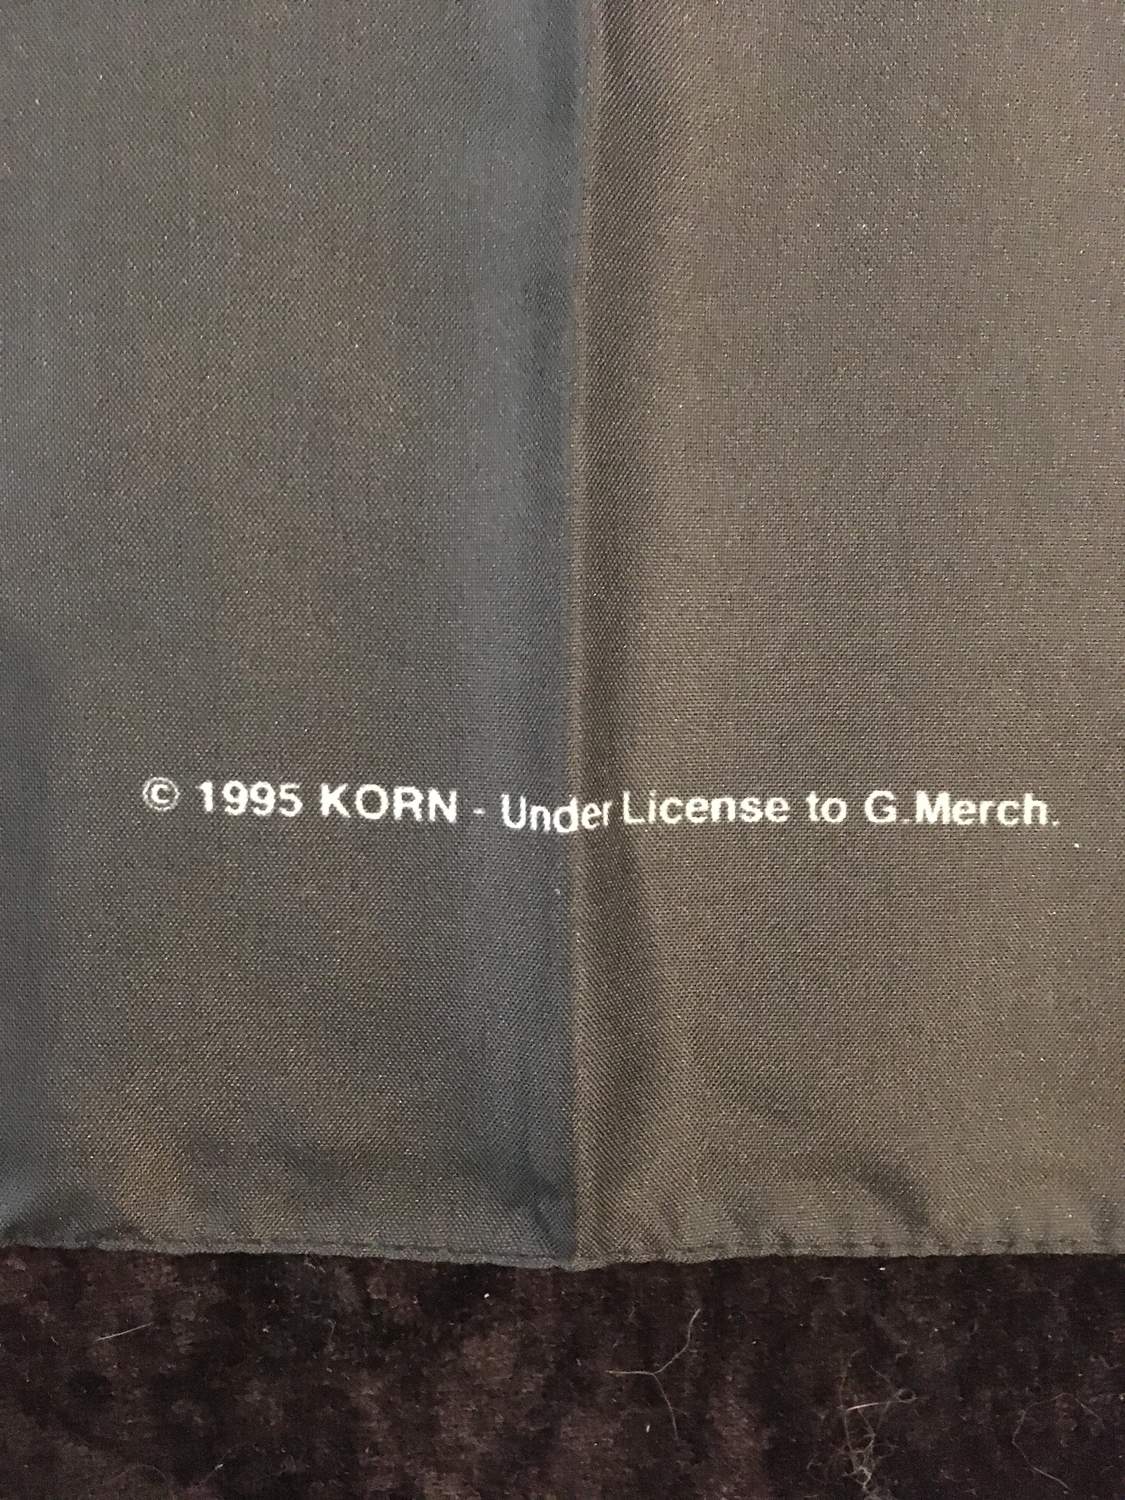 © 1995 KORN - Under License to G.Merch.